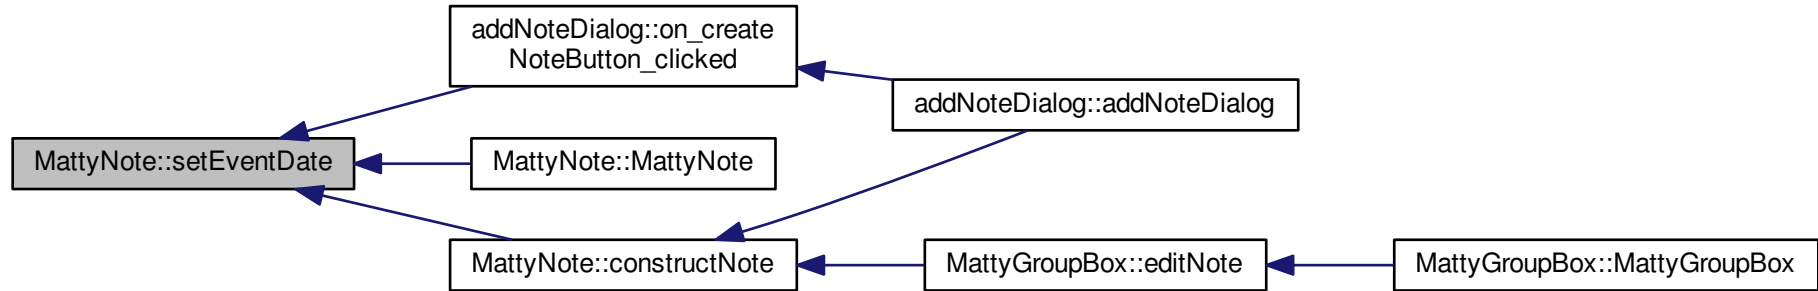 addNoteDialog::on_create
NoteButton_clicked
addNoteDialog::addNoteDialog
MattyNote::setEventDate
MattyNote::MattyNote
MattyNote::constructNote
MattyGroupBox::editNote
MattyGroupBox::MattyGroupBox